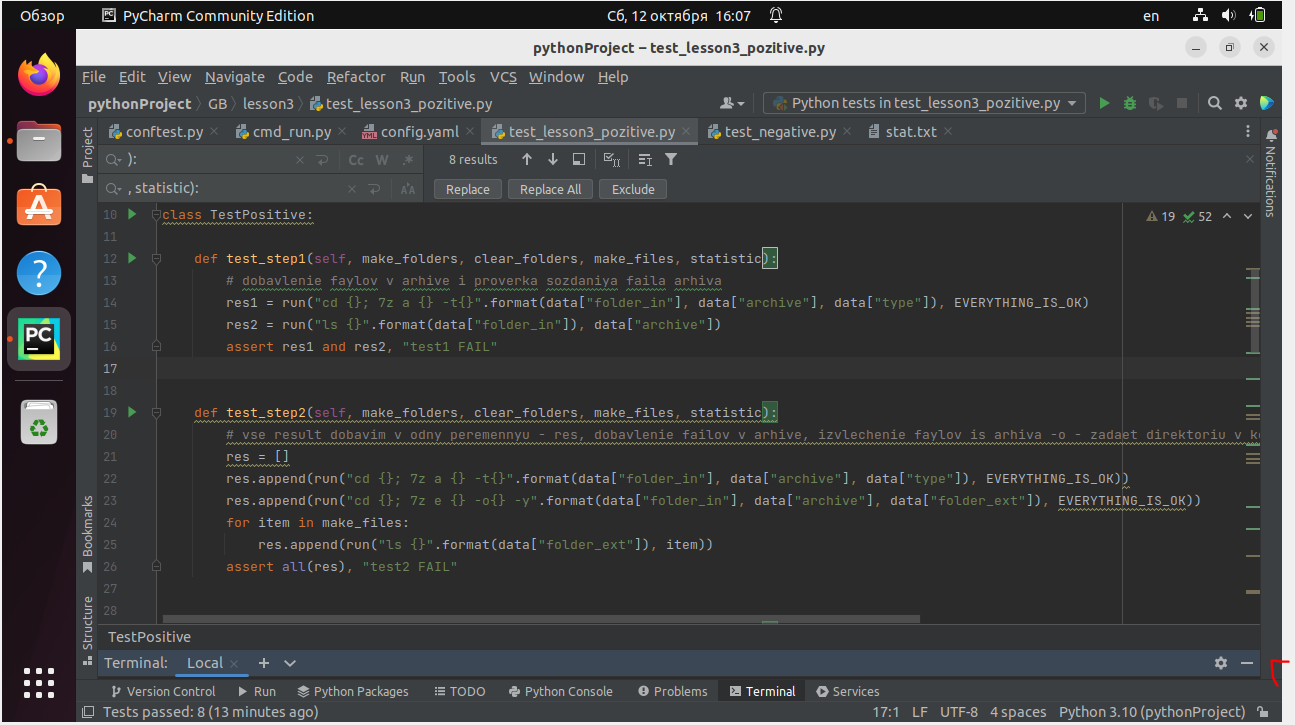 Обзор PyCharm Community Edition Сб, 12 октября 16:07 en
pythonProject – test_lesson3_pozitive.py
File Edit View Navigate Code Refactor Run Tools VCS Window Help
pythonProject GB lesson3 test_lesson3_pozitive.py Python tests in test_lesson3_pozitive.py
conftest.py cmd_run.py config.yaml test_lesson3_pozitive.py test_negative.py stat.txt
Project
Notifications
): Cc W .* 8 results
, statistic): Replace Replace All Exclude
10 class TestPositive: 19 52
11
12 def test_step1(self, make_folders, clear_folders, make_files, statistic):
13 # dobavlenie faylov v arhive i proverka sozdaniya faila arhiva
14 res1 = run("cd {}; 7z a {} -t{}".format(data["folder_in"], data["archive"], data["type"]), EVERYTHING_IS_OK)
15 res2 = run("ls {}".format(data["folder_in"]), data["archive"])
16 assert res1 and res2, "test1 FAIL"
17
18
19 def test_step2(self, make_folders, clear_folders, make_files, statistic):
20 # vse result dobavim v odny peremennyu - res, dobavlenie failov v arhive, izvlechenie faylov is arhiva -o - zadaet direktoriu v k
21 res = []
22 res.append(run("cd {}; 7z a {} -t{}".format(data["folder_in"], data["archive"], data["type"]), EVERYTHING_IS_OK))
23 res.append(run("cd {}; 7z e {} -o{} -y".format(data["folder_in"], data["archive"], data["folder_ext"]), EVERYTHING_IS_OK))
24 for item in make_files:
25 res.append(run("ls {}".format(data["folder_ext"]), item))
26 assert all(res), "test2 FAIL"
27
28
Bookmarks
Structure
TestPositive
Terminal: Local
Version Control Run Python Packages TODO Python Console Problems Terminal Services
Tests passed: 8 (13 minutes ago) 17:1 LF UTF-8 4 spaces Python 3.10 (pythonProject)